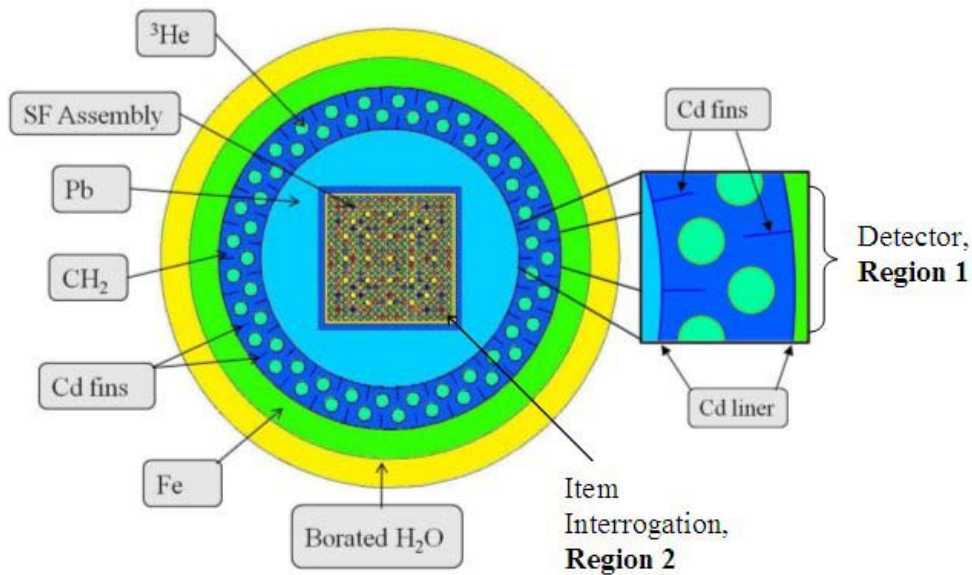 ³He
SF Assembly
Pb
CH₂
Cd fins
Fe
Borated H₂O
Cd fins
Detector,
Region 1
Cd liner
Item
Interrogation,
Region 2